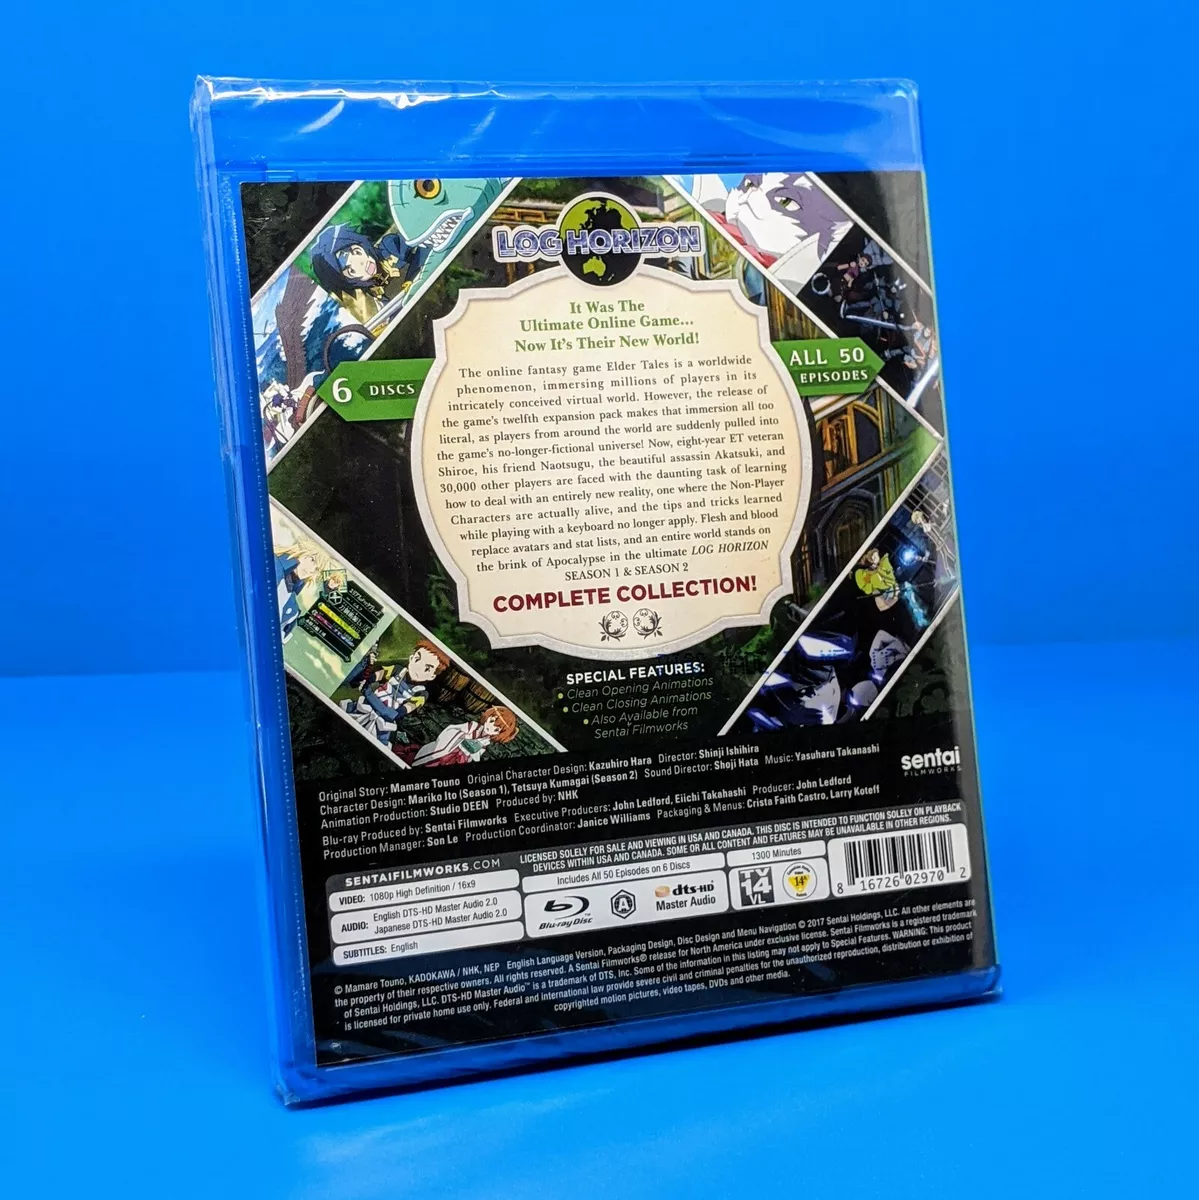 LOG HORIZON
It Was The
Ultimate Online Game...
Now It's Their New World!
6 DISCS
ALL 50
EPISODES
The online fantasy game Elder Tales is a worldwide
phenomenon, immersing millions of players in its
intricately conceived virtual world. However, the release of
the game's twelfth expansion pack makes that immersion all too
literal, as players from around the world are suddenly pulled into
the game's no-longer-fictional universe! Now, eight-year ET veteran
Shiroe, his friend Naotsugu, the beautiful assassin Akatsuki, and
30,000 other players are faced with the daunting task of learning
how to deal with an entirely new reality, one where the Non-Player
Characters are actually alive, and the tips and tricks learned
while playing with a keyboard no longer apply. Flesh and blood
replace avatars and stat lists, and an entire world stands on
the brink of Apocalypse in the ultimate LOG HORIZON
SEASON 1 & SEASON 2
COMPLETE COLLECTION!
SPECIAL FEATURES:
• Clean Opening Animations
• Clean Closing Animations
• Also Available from
Sentai Filmworks
Original Story: Mamare Touno Original Character Design: Kazuhiro Hara Director: Shinji Ishihira
Character Design: Mariko Ito (Season 1), Tetsuya Kumagai (Season 2) Sound Director: Shoji Hata Music: Yasuharu Takanashi
Animation Production: Studio DEEN Produced by: NHK
Blu-ray Produced by: Sentai Filmworks Executive Producers: John Ledford, Eiichi Takahashi Producer: John Ledford
Production Manager: Son Le Production Coordinator: Janice Williams Packaging & Menus: Crista Faith Castro, Larry Koteff
sentai
FILMWORKS
SENTAIFILMWORKS.COM
LICENSED SOLELY FOR SALE AND VIEWING IN USA AND CANADA. THIS DISC IS INTENDED TO FUNCTION SOLELY ON PLAYBACK
DEVICES WITHIN USA AND CANADA. SOME OR ALL CONTENT AND FEATURES MAY BE UNAVAILABLE IN OTHER REGIONS.
VIDEO: 1080p High Definition / 16x9
AUDIO: English DTS-HD Master Audio 2.0
Japanese DTS-HD Master Audio 2.0
SUBTITLES: English
Includes All 50 Episodes on 6 Discs
1300 Minutes
Blu-ray Disc
A
dts-HD
Master Audio
TV
14
VL
14
8 16726 02970 2
© Mamare Touno, KADOKAWA / NHK, NEP English Language Version, Packaging Design, Disc Design and Menu Navigation © 2017 Sentai Holdings, LLC. All other elements are
the property of their respective owners. All rights reserved. A Sentai Filmworks® release for North America under exclusive license. Sentai Filmworks is a registered trademark
of Sentai Holdings, LLC. DTS-HD Master Audio™ is a trademark of DTS, Inc. Some of the information in this listing may not apply to Special Features. WARNING: This product
is licensed for private home use only. Federal and international law provide severe civil and criminal penalties for the unauthorized reproduction, distribution or exhibition of
copyrighted motion pictures, video tapes, DVDs and other media.